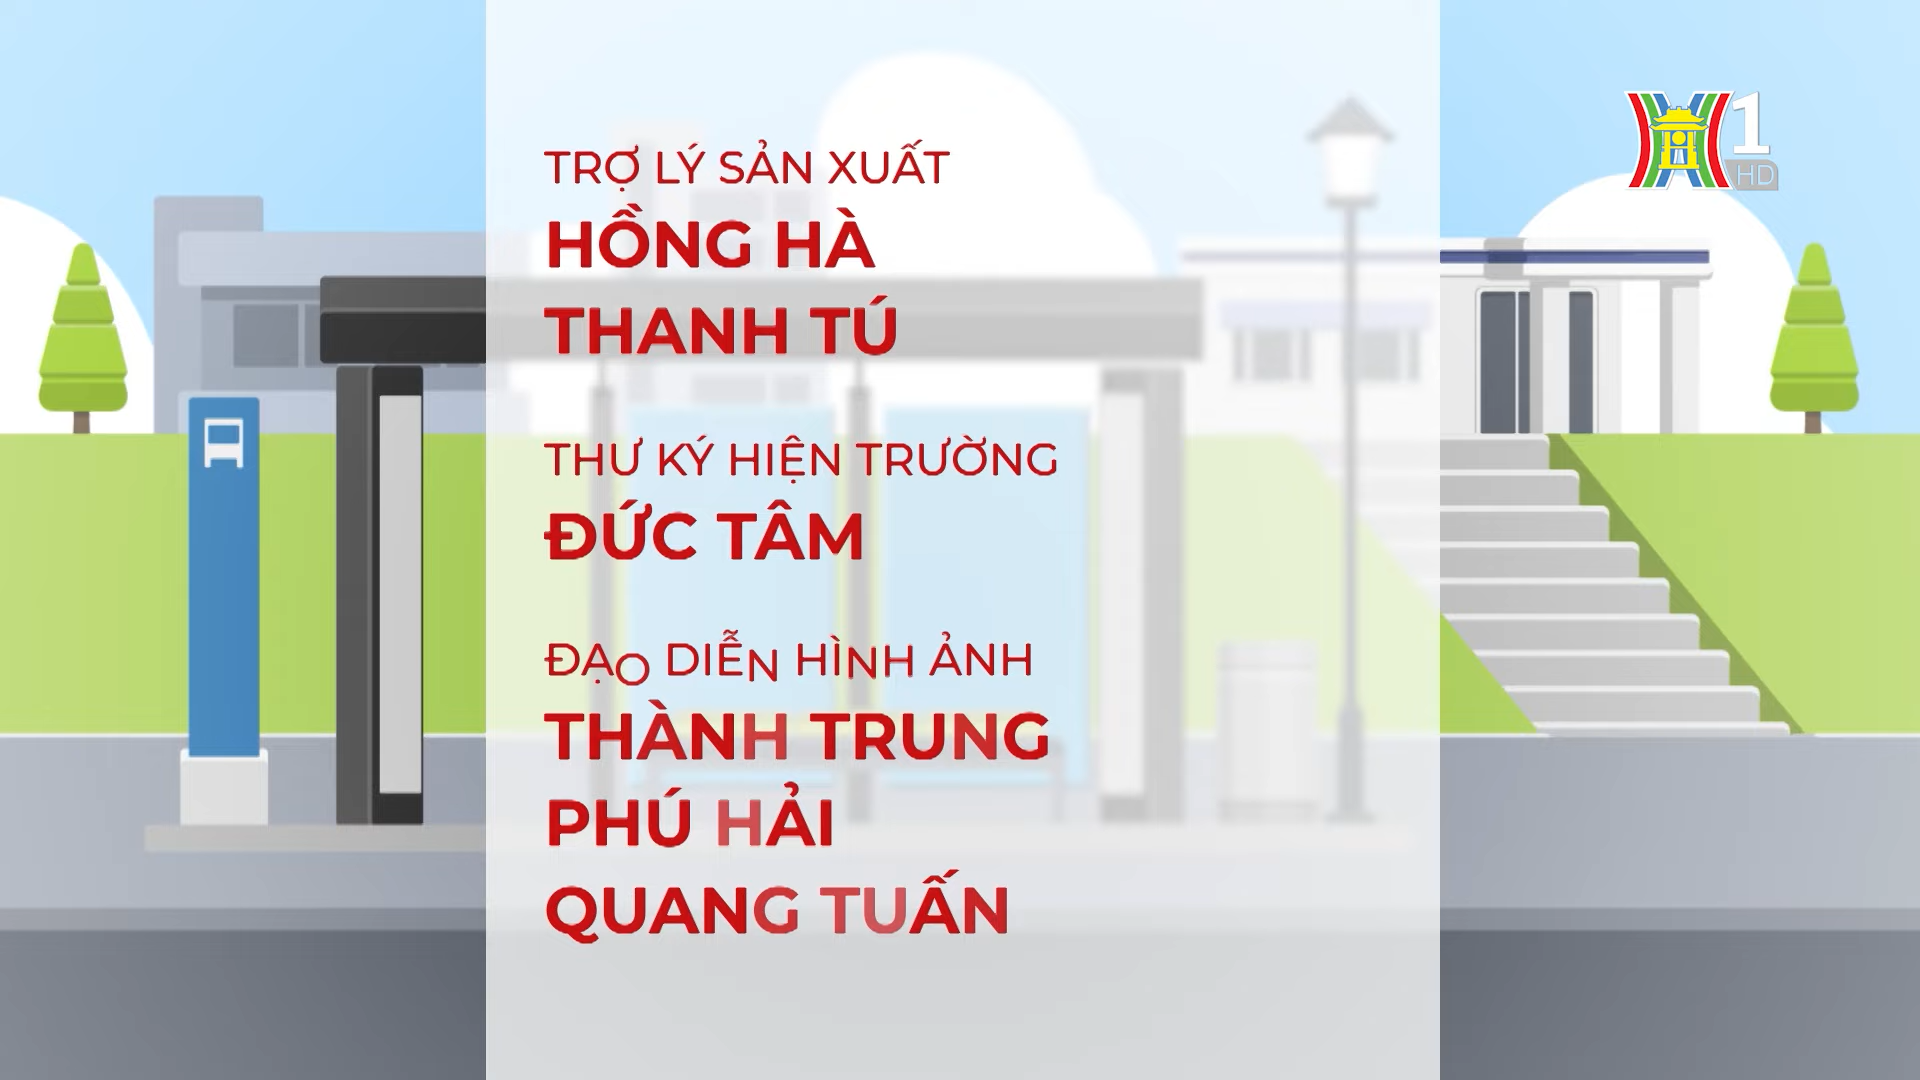 TRỢ LÝ SẢN XUẤT
HỒNG HÀ
THANH TÚ
THƯ KÝ HIỆN TRƯỜNG
ĐỨC TÂM
ĐẠO DIỄN HÌNH ẢNH
THÀNH TRUNG
PHÚ HẢI
QUANG TUẤN
H1
HD